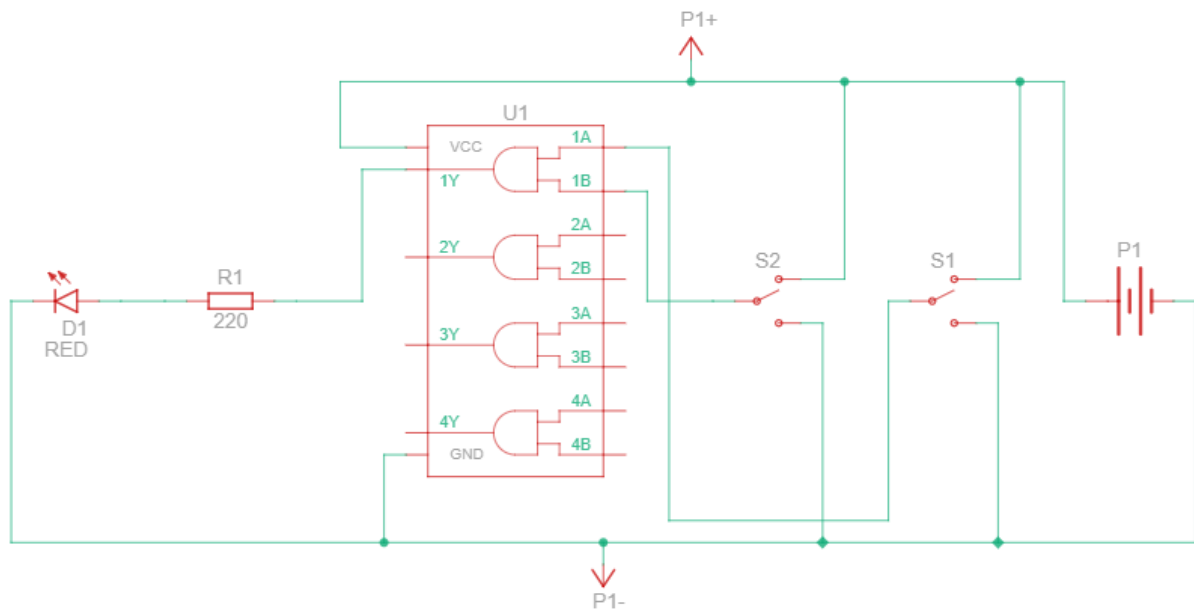 P1+
U1
VCC
1A
1Y
1B
2A
2Y
2B
3A
3Y
3B
4A
4Y
4B
GND
S2
S1
P1
R1
220
D1
RED
P1-